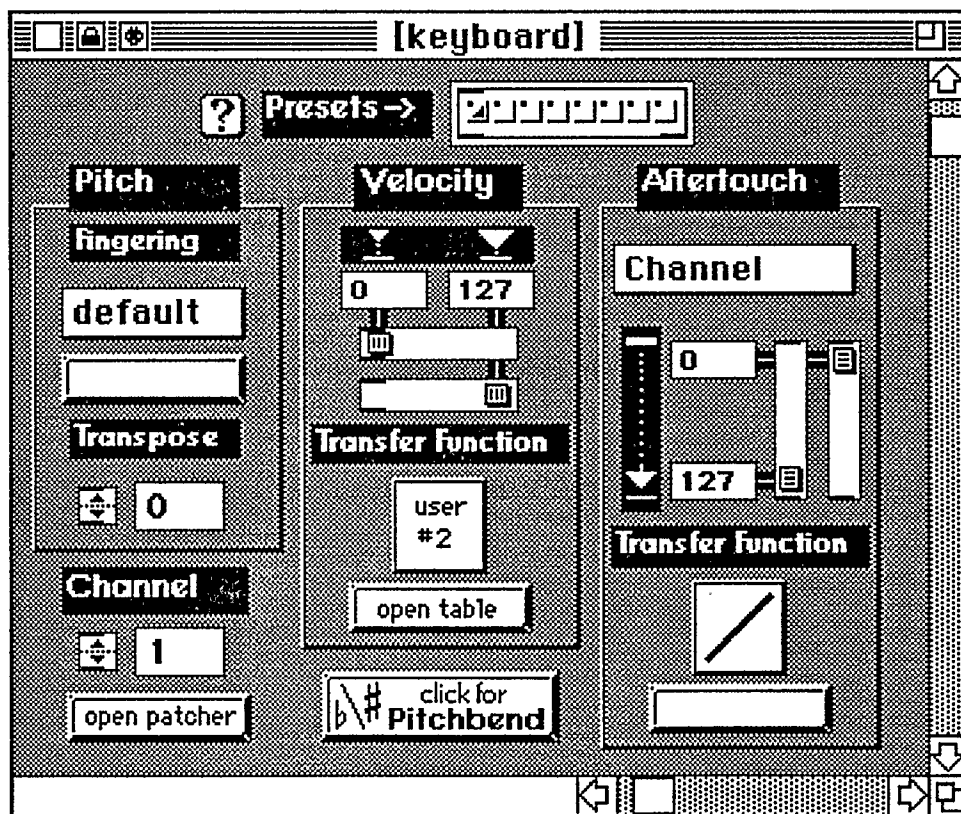 [keyboard]
? Presets ->
Pitch
fingering
default
Transpose
0
Channel
1
open patcher
Velocity
0 127
Transfer function
user
#2
open table
♭\# click for
Pitchbend
Aftertouch
Channel
0
127
Transfer function